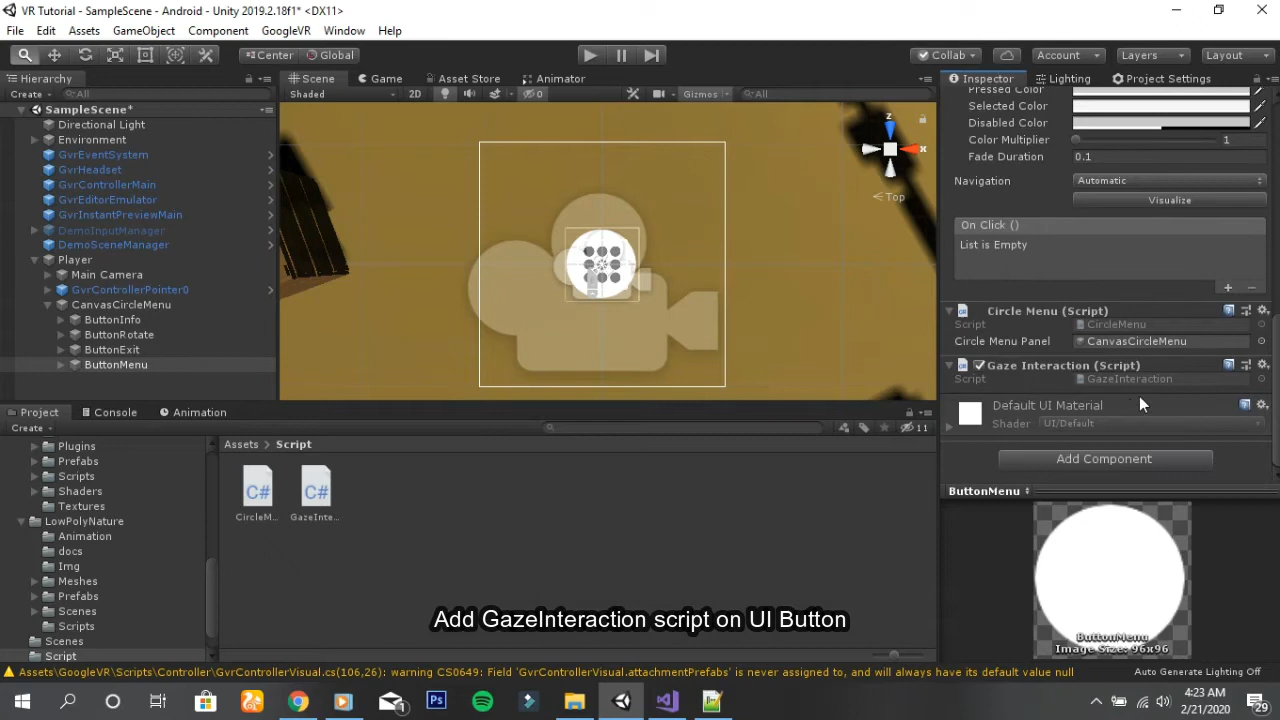 VR Tutorial - SampleScene - Android - Unity 2019.2.18f1* <DX11>
File Edit Assets GameObject Component GoogleVR Window Help
Center Global Collab Account Layers Layout
Hierarchy
Create All
SampleScene*
Directional Light
Environment
GvrEventSystem
GvrHeadset
GvrControllerMain
GvrEditorEmulator
GvrInstantPreviewMain
DemoInputManager
DemoSceneManager
Player
Main Camera
GvrControllerPointer0
CanvasCircleMenu
ButtonInfo
ButtonRotate
ButtonExit
ButtonMenu
Scene Game Asset Store Animator
Shaded 2D 0 Gizmos All
z
x
Top
Inspector Lighting Project Settings
Pressed Color
Selected Color
Disabled Color
Color Multiplier 1
Fade Duration 0.1
Navigation Automatic
Visualize
On Click ()
List is Empty
Circle Menu (Script)
Script CircleMenu
Circle Menu Panel CanvasCircleMenu
Gaze Interaction (Script)
Script GazeInteraction
Default UI Material
Shader UI/Default
Add Component
ButtonMenu
ButtonMenu
Image Size: 96x96
Project Console Animation
Create 11
Plugins
Prefabs
Scripts
Shaders
Textures
LowPolyNature
Animation
docs
Img
Meshes
Prefabs
Scenes
Scripts
Scenes
Script
Assets > Script
C# C#
CircleM... GazeInte...
Add GazeInteraction script on UI Button
Assets\GoogleVR\Scripts\Controller\GvrControllerVisual.cs(106,26): warning CS0649: Field 'GvrControllerVisual.attachmentPrefabs' is never assigned to, and will always have its default value null
Auto Generate Lighting Off
Ps
4:23 AM
2/21/2020
29